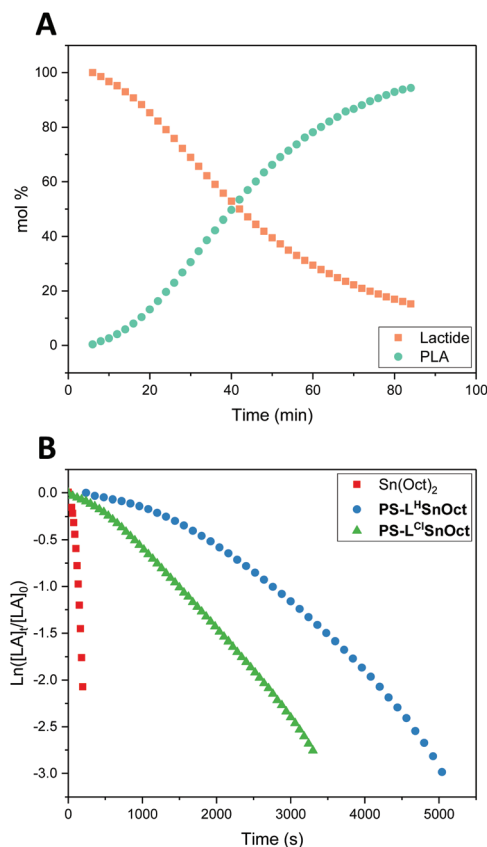 A
100
80
60
40
20
0
mol %
Lactide
PLA
0 20 40 60 80 100
Time (min)
B
0.0
-0.5
-1.0
-1.5
-2.0
-2.5
-3.0
Ln([LA]t/[LA]0)
Sn(Oct)2
PS-LHSnOct
PS-LClSnOct
0 1000 2000 3000 4000 5000
Time (s)